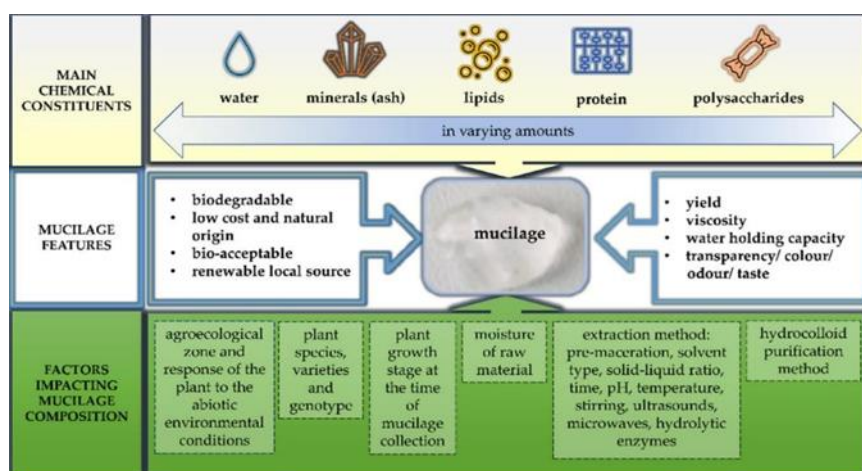 MAIN
CHEMICAL
CONSTITUENTS
water
minerals (ash)
lipids
protein
polysaccharides
in varying amounts
MUCILAGE
FEATURES
• biodegradable
• low cost and natural
origin
• bio-acceptable
• renewable local source
mucilage
• yield
• viscosity
• water holding capacity
• transparency/ colour/
odour/ taste
FACTORS
IMPACTING
MUCILAGE
COMPOSITION
agroecological
zone and
response of the
plant to the
abiotic
environmental
conditions
plant
species,
varieties
and
genotype
plant
growth
stage at
the time
of
mucilage
collection
moisture
of raw
material
extraction method:
pre-maceration, solvent
type, solid-liquid ratio,
time, pH, temperature,
stirring, ultrasounds,
microwaves, hydrolytic
enzymes
hydrocolloid
purification
method